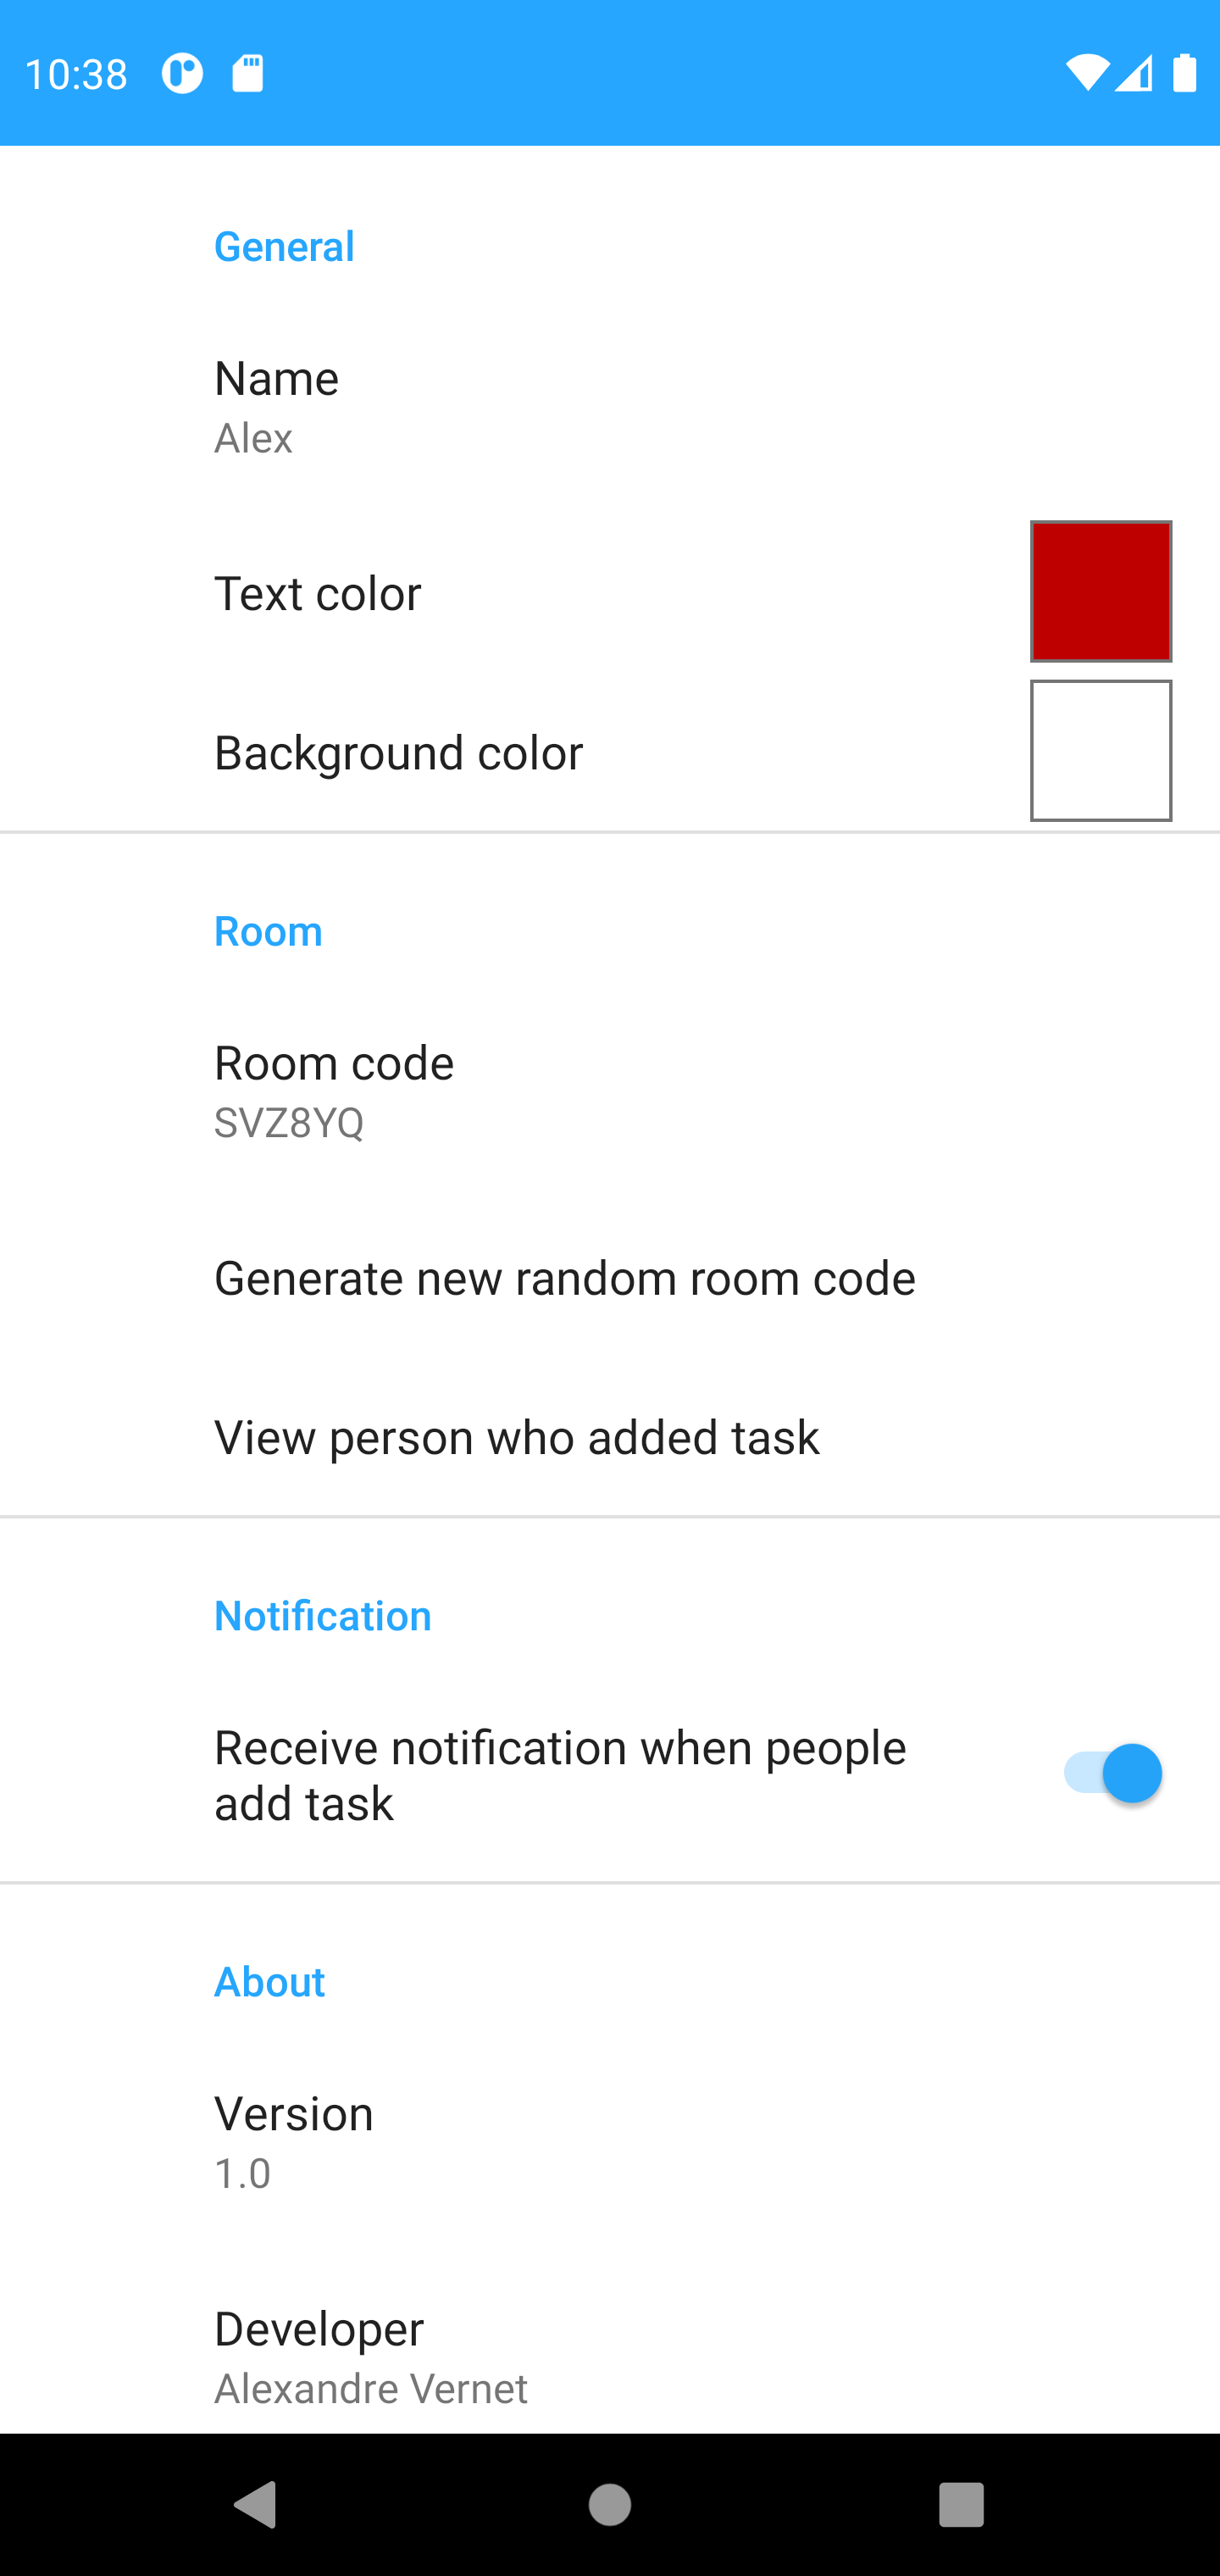 10:38
General
Name
Alex
Text color
Background color
Room
Room code
SVZ8YQ
Generate new random room code
View person who added task
Notification
Receive notification when people
add task
About
Version
1.0
Developer
Alexandre Vernet